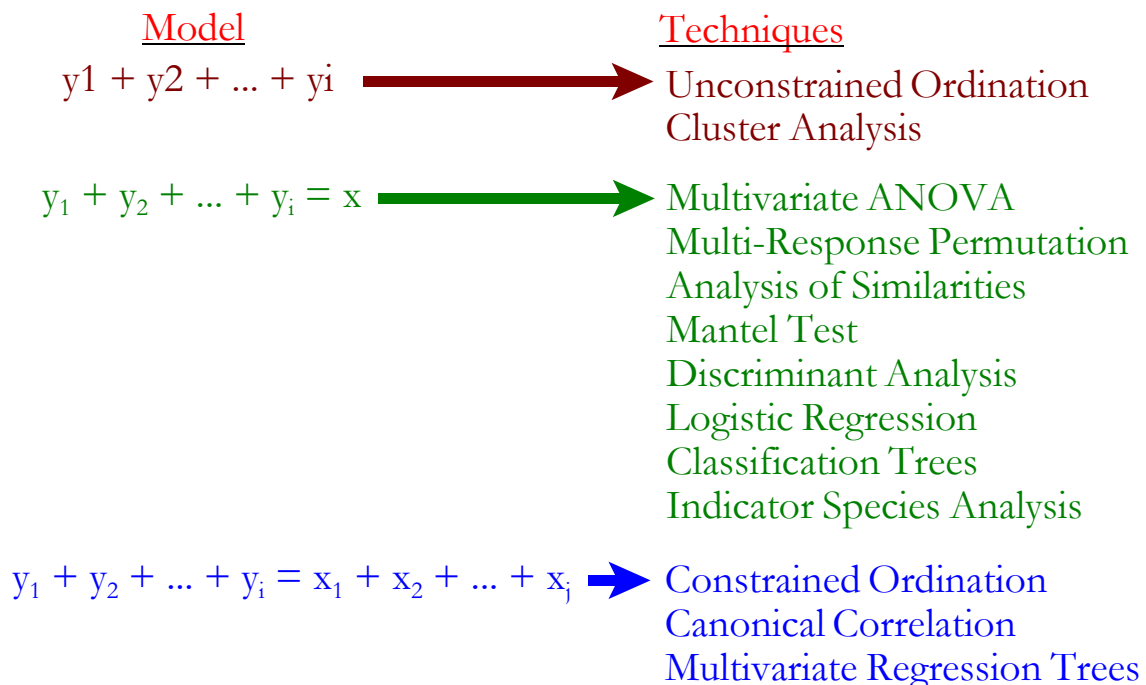 Model Techniques
y1 + y2 + ... + yi Unconstrained Ordination
Cluster Analysis
y₁ + y₂ + ... + yᵢ = x Multivariate ANOVA
Multi-Response Permutation
Analysis of Similarities
Mantel Test
Discriminant Analysis
Logistic Regression
Classification Trees
Indicator Species Analysis
y₁ + y₂ + ... + yᵢ = x₁ + x₂ + ... + xⱼ Constrained Ordination
Canonical Correlation
Multivariate Regression Trees